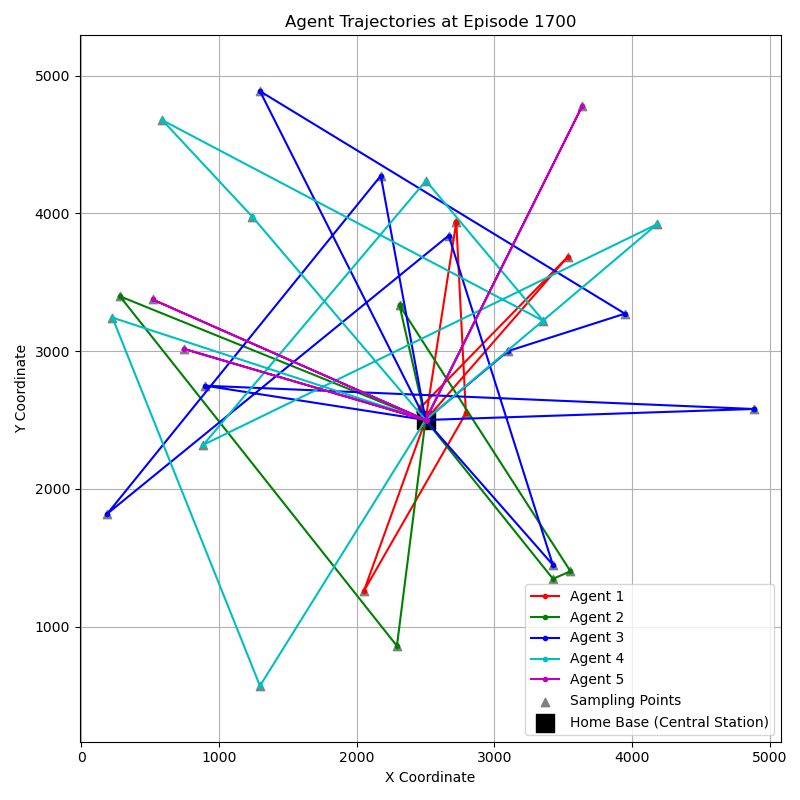 Agent Trajectories at Episode 1700
Y Coordinate
5000
4000
3000
2000
1000
0
1000
2000
3000
4000
5000
X Coordinate
Agent 1
Agent 2
Agent 3
Agent 4
Agent 5
Sampling Points
Home Base (Central Station)